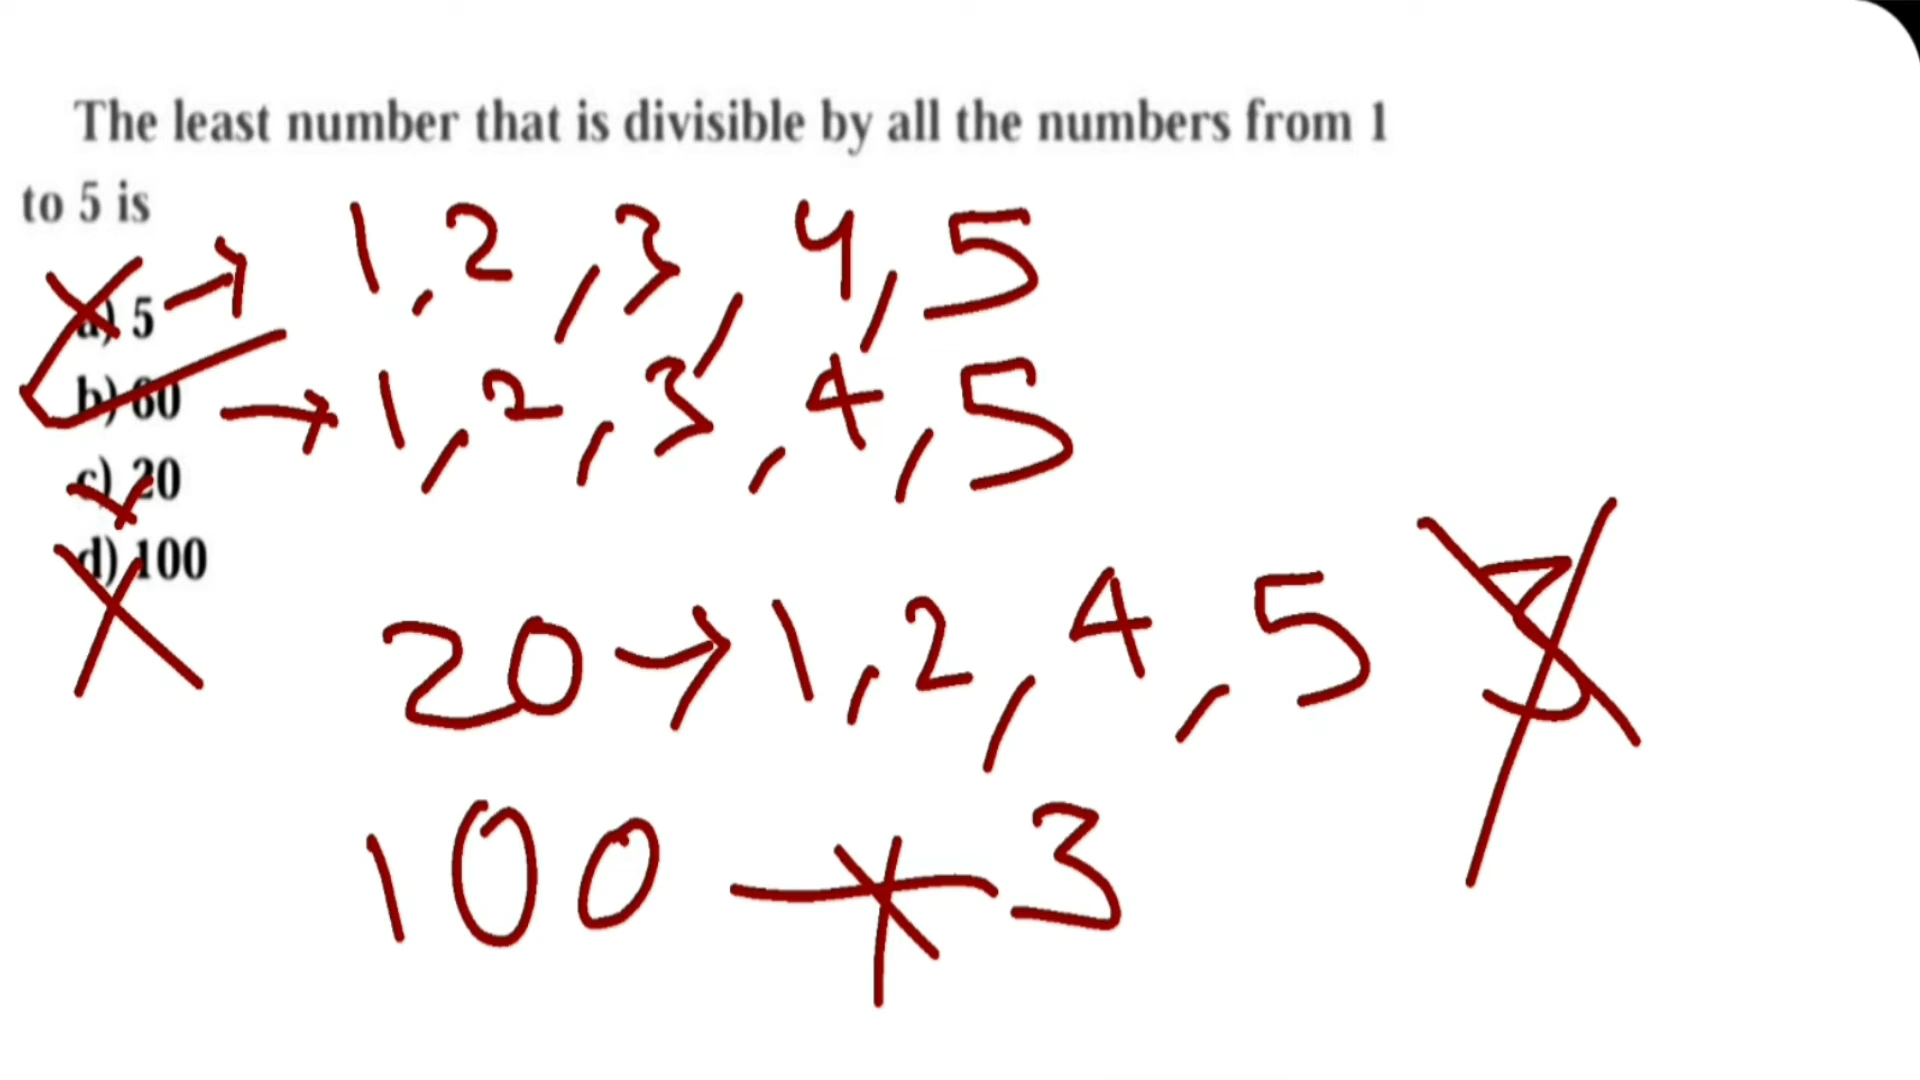 The least number that is divisible by all the numbers from 1
to 5 is
1, 2, 3, 4, 5
a) 5
b) 60 → 1, 2, 3, 4, 5
c) 20
d) 100
20 → 1, 2, 4, 5 3
100 3